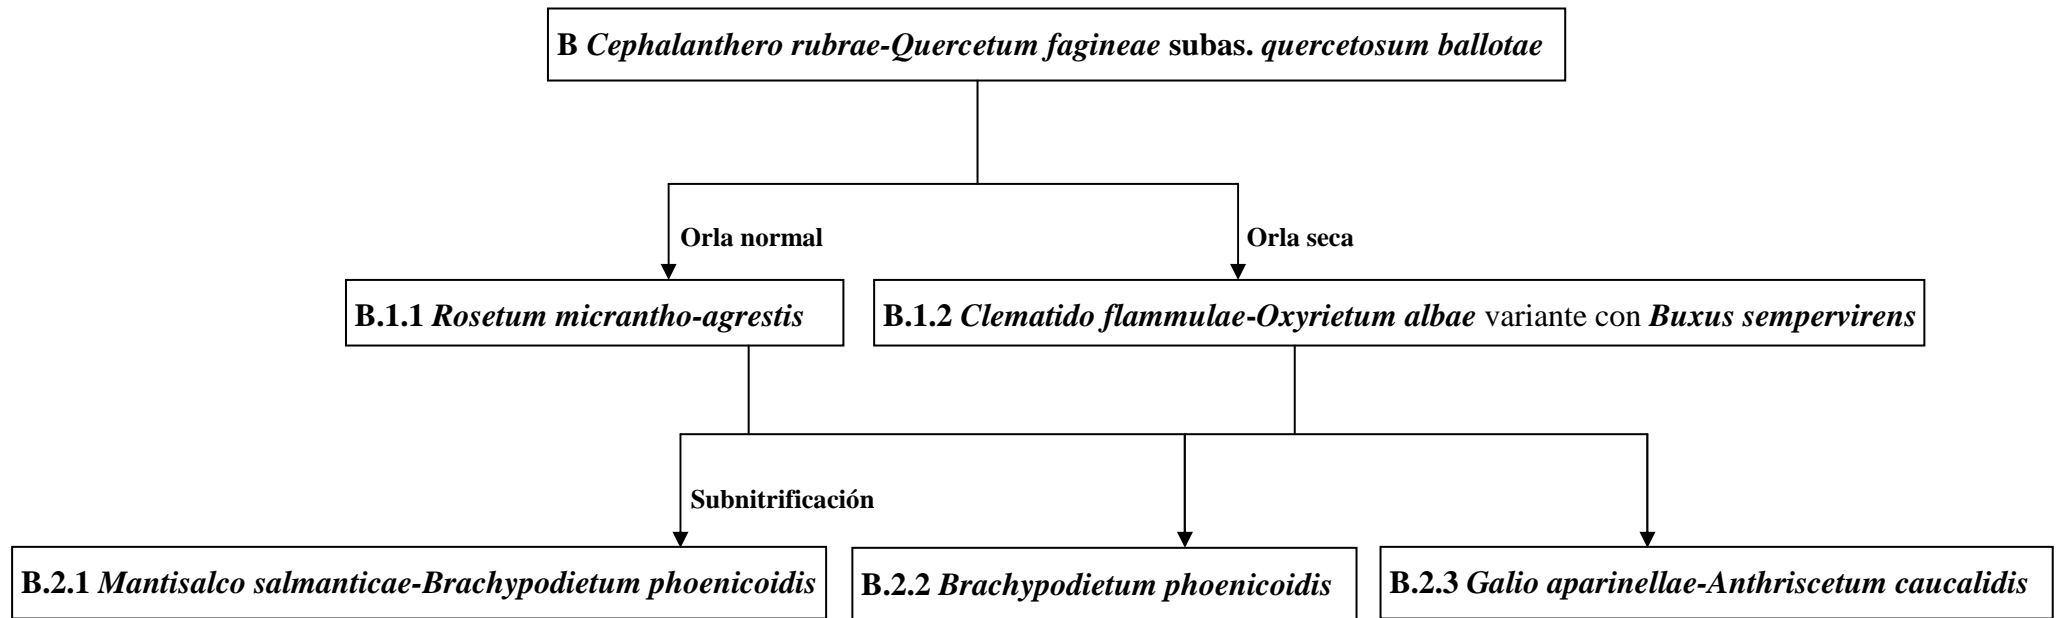 B Cephalanthero rubrae-Quercetum fagineae subas. quercetosum ballotae
Orla normal
Orla seca
B.1.1 Rosetum micrantho-agrestis
B.1.2 Clematido flammulae-Oxyrietum albae variante con Buxus sempervirens
Subnitrificación
B.2.1 Mantisalco salmanticae-Brachypodietum phoenicoidis
B.2.2 Brachypodietum phoenicoidis
B.2.3 Galio aparinellae-Anthriscetum caucalidis